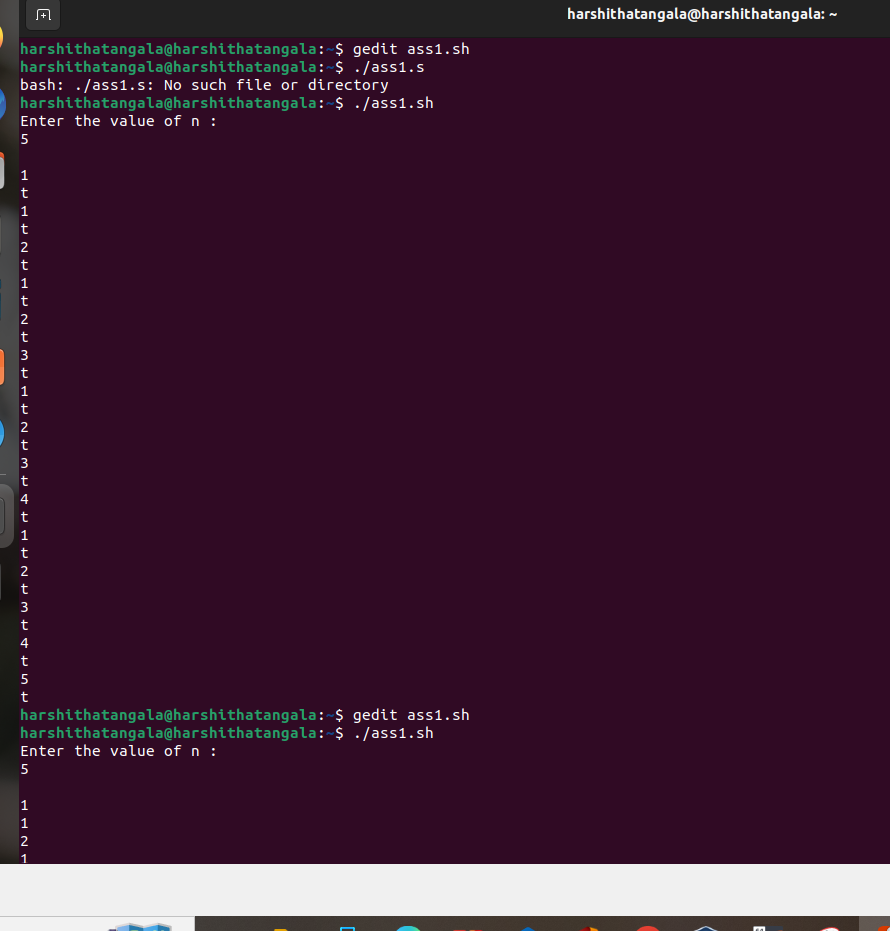 harshithatangala@harshithatangala: ~
harshithatangala@harshithatangala:~$ gedit ass1.sh
harshithatangala@harshithatangala:~$ ./ass1.s
bash: ./ass1.s: No such file or directory
harshithatangala@harshithatangala:~$ ./ass1.sh
Enter the value of n :
5
1
t
1
t
2
t
1
t
2
t
3
t
1
t
2
t
3
t
4
t
1
t
2
t
3
t
4
t
5
t
harshithatangala@harshithatangala:~$ gedit ass1.sh
harshithatangala@harshithatangala:~$ ./ass1.sh
Enter the value of n :
5
1
1
2
1